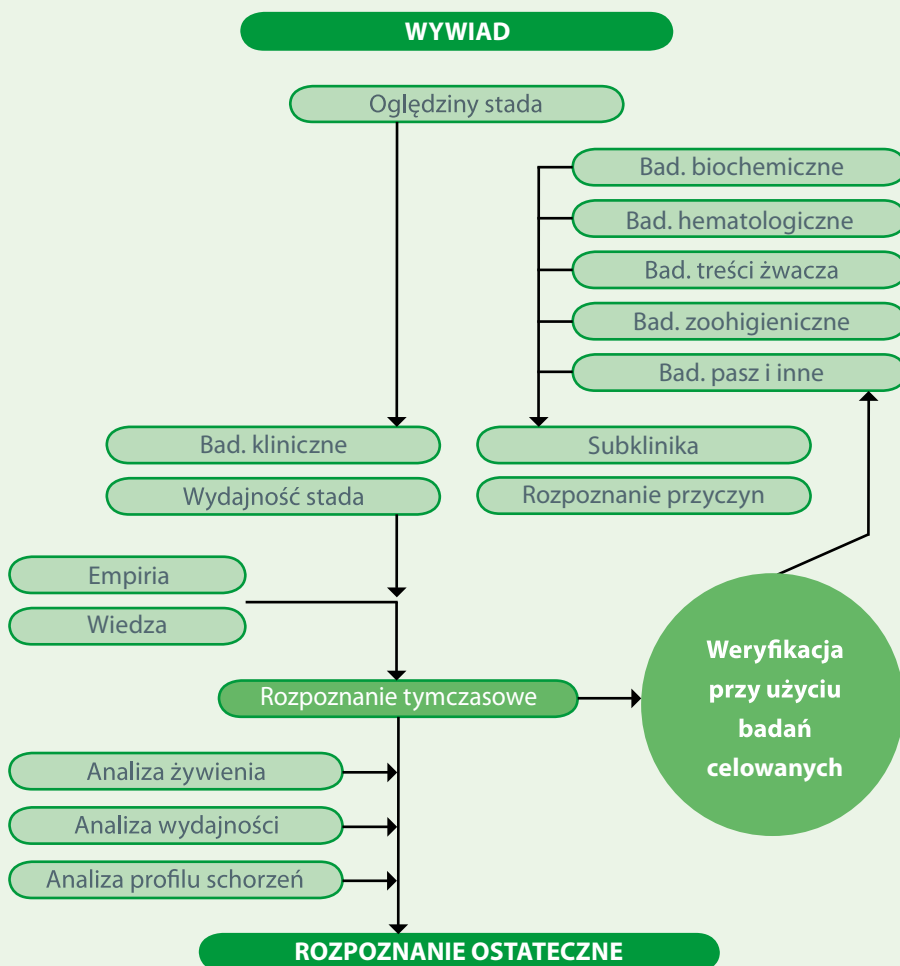 WYWIAD
Oględziny stada
Bad. biochemiczne
Bad. hematologiczne
Bad. treści żwacza
Bad. zoohigieniczne
Bad. pasz i inne
Bad. kliniczne
Subklinika
Wydajność stada
Rozpoznanie przyczyn
Empiria
Wiedza
Weryfikacja
przy użyciu
badań
celowanych
Rozpoznanie tymczasowe
Analiza żywienia
Analiza wydajności
Analiza profilu schorzeń
ROZPOZNANIE OSTATECZNE